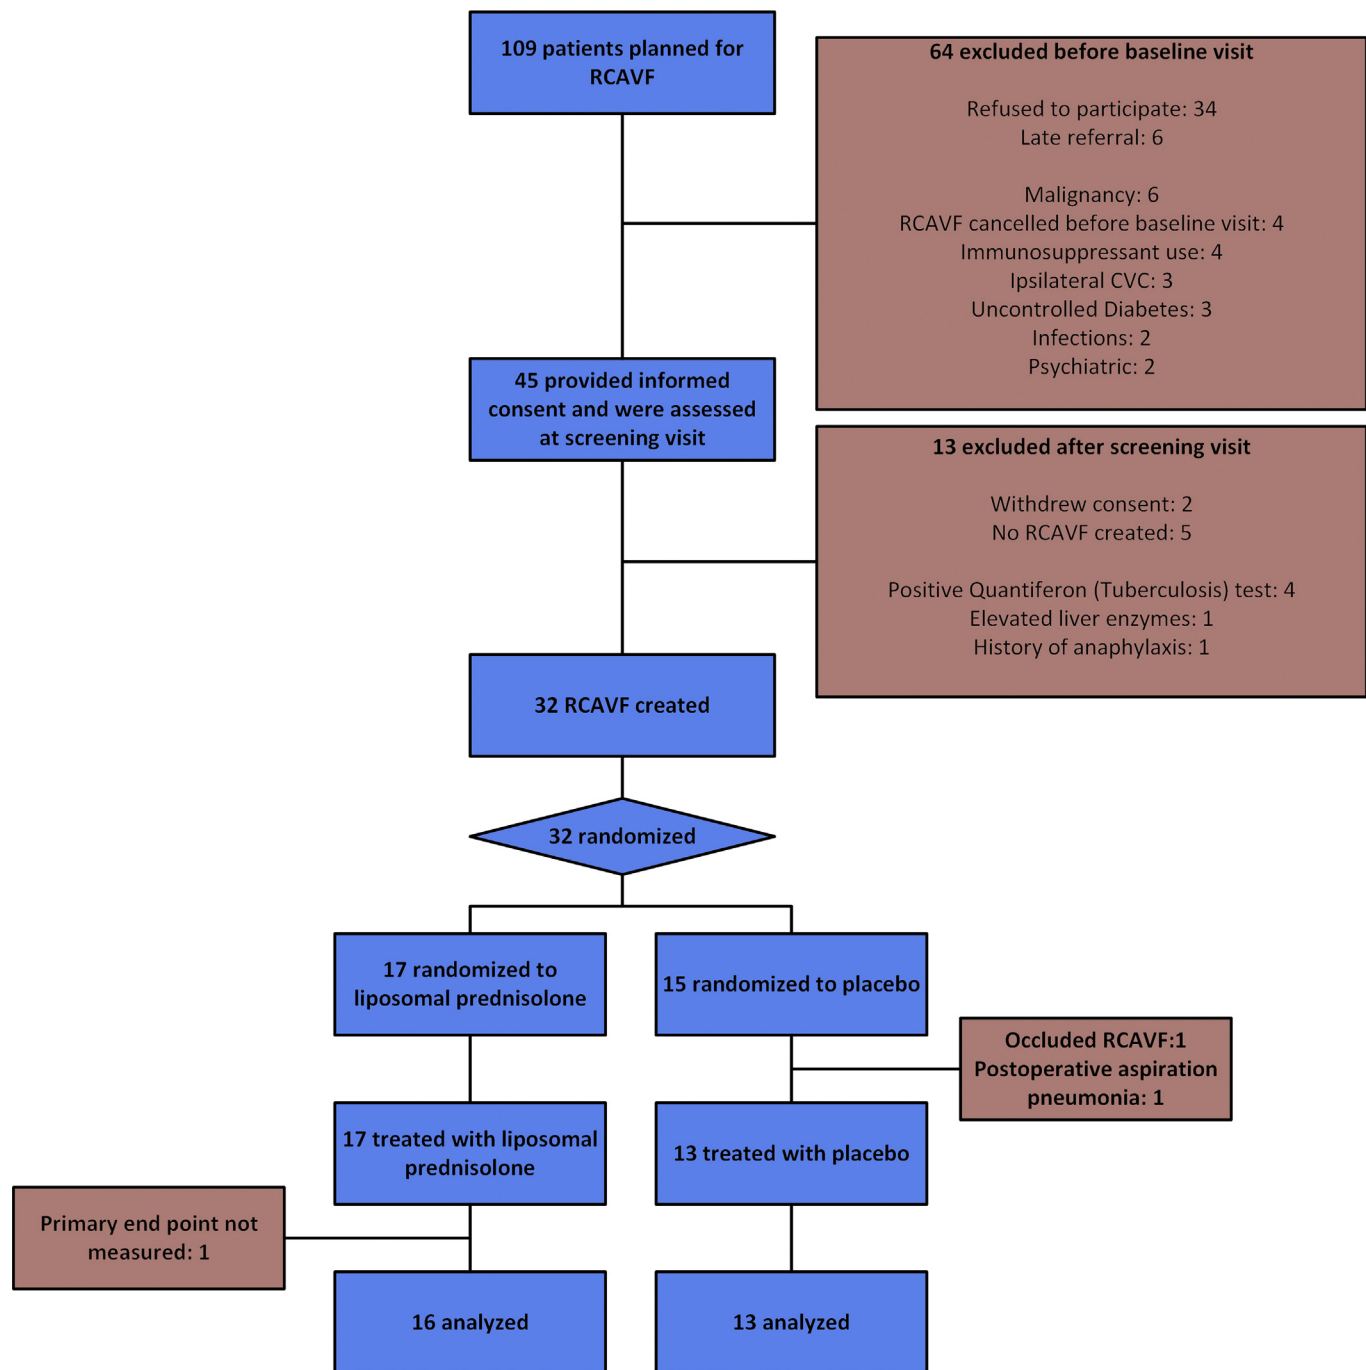 109 patients planned for
RCAVF
64 excluded before baseline visit
Refused to participate: 34
Late referral: 6
Malignancy: 6
RCAVF cancelled before baseline visit: 4
Immunosuppressant use: 4
Ipsilateral CVC: 3
Uncontrolled Diabetes: 3
Infections: 2
Psychiatric: 2
45 provided informed
consent and were assessed
at screening visit
13 excluded after screening visit
Withdrew consent: 2
No RCAVF created: 5
Positive Quantiferon (Tuberculosis) test: 4
Elevated liver enzymes: 1
History of anaphylaxis: 1
32 RCAVF created
32 randomized
17 randomized to
liposomal prednisolone
15 randomized to placebo
Occluded RCAVF:1
Postoperative aspiration
pneumonia: 1
17 treated with liposomal
prednisolone
13 treated with placebo
Primary end point not
measured: 1
16 analyzed
13 analyzed